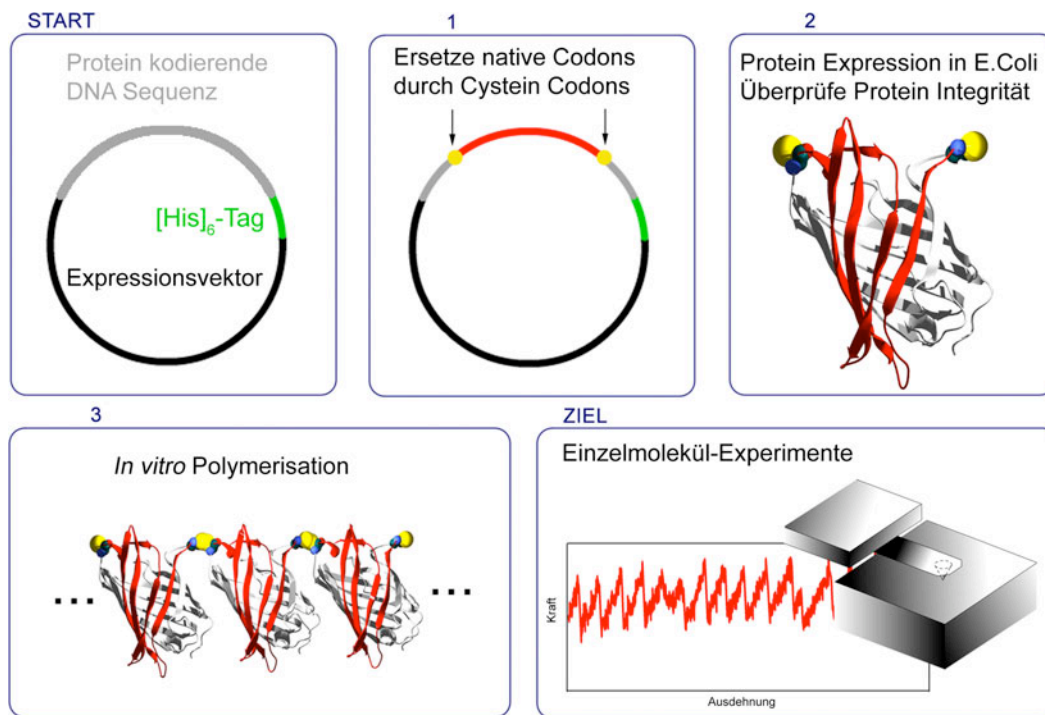 START
Protein kodierende
DNA Sequenz
[His]6-Tag
Expressionsvektor
1
Ersetze native Codons
durch Cystein Codons
2
Protein Expression in E.Coli
Überprüfe Protein Integrität
3
In vitro Polymerisation
...
...
ZIEL
Einzelmolekül-Experimente
Kraft
Ausdehnung